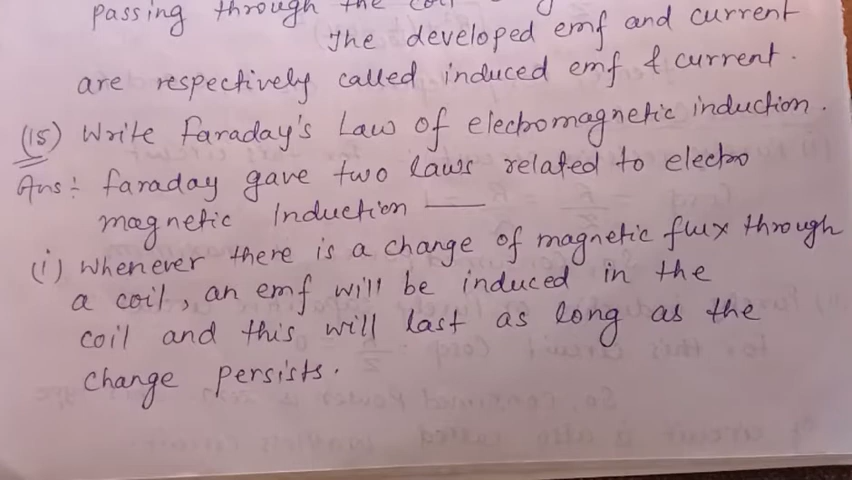 passing through the coil
The developed emf and current
are respectively called induced emf & current.
(15) Write Faraday's Law of electromagnetic induction.
Ans:- Faraday gave two laws related to electro
magnetic Induction —
(i) Whenever there is a change of magnetic flux through
a coil, an emf will be induced in the
coil and this will last as long as the
change persists.